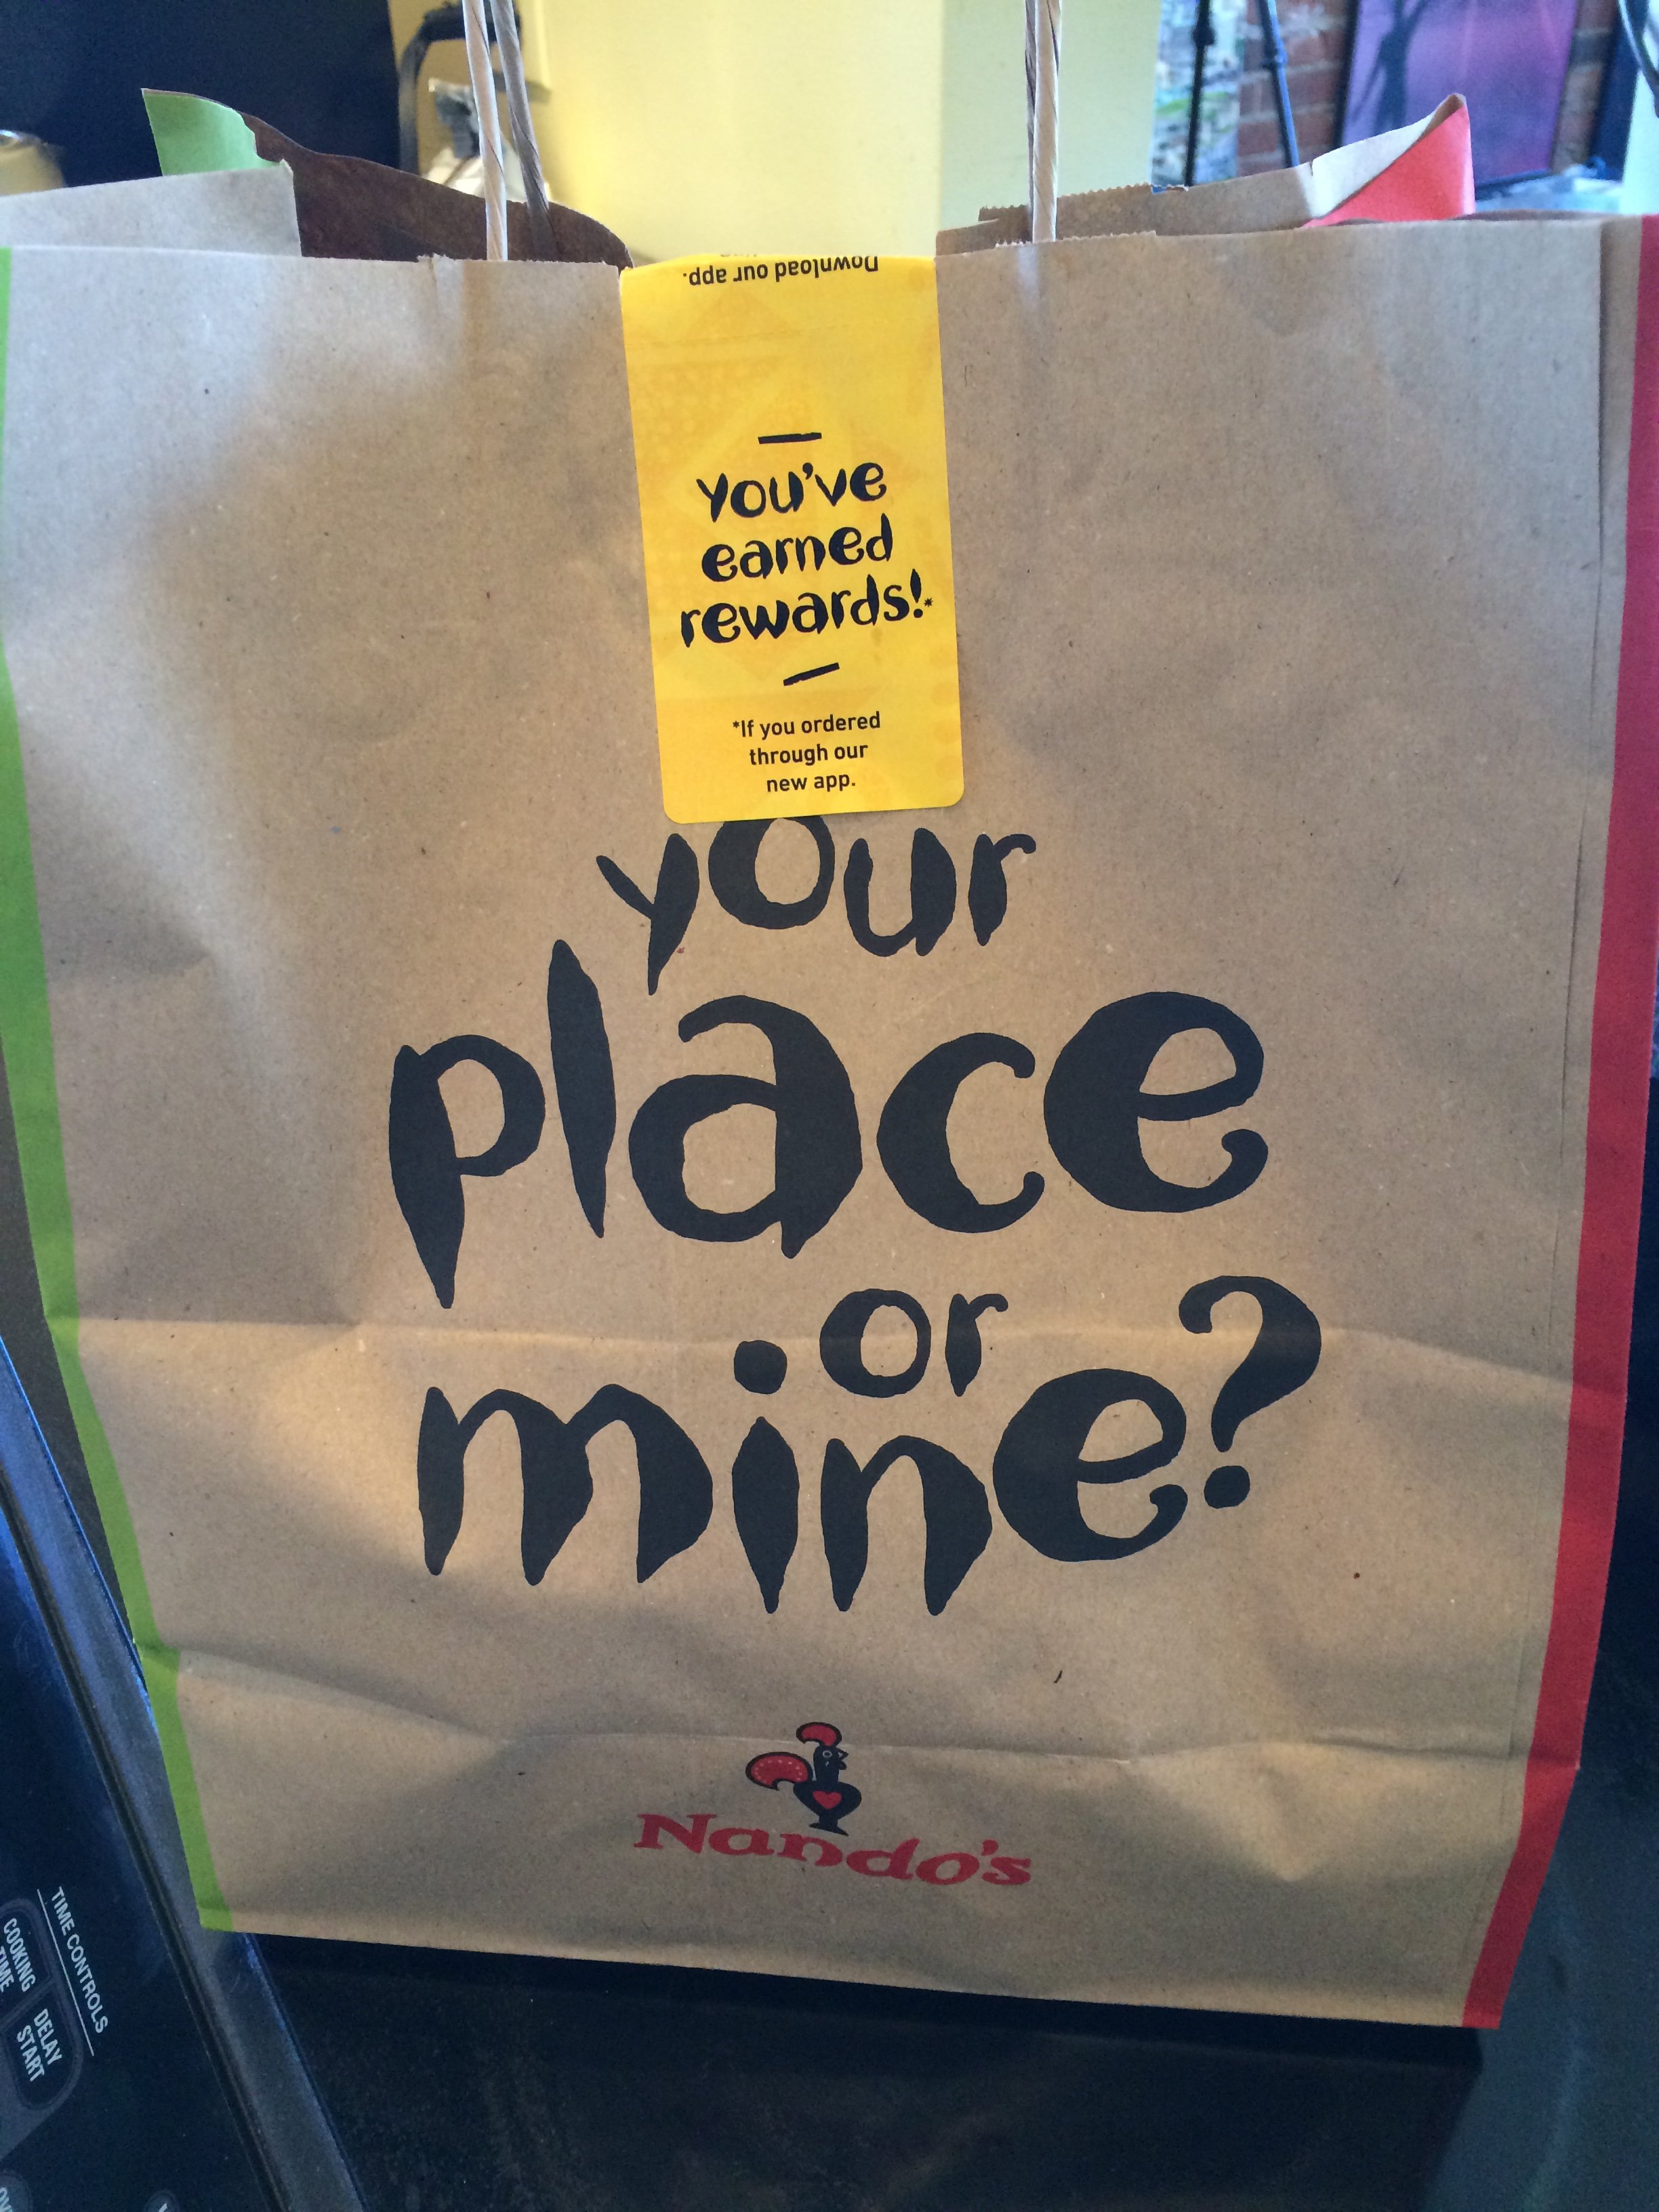 Download our app.
you've
earned
rewards!*
*If you ordered
through our
new app.
your
place
or
mine?
Nando's
TIME CONTROLS
COOKING
TIME
DELAY
START